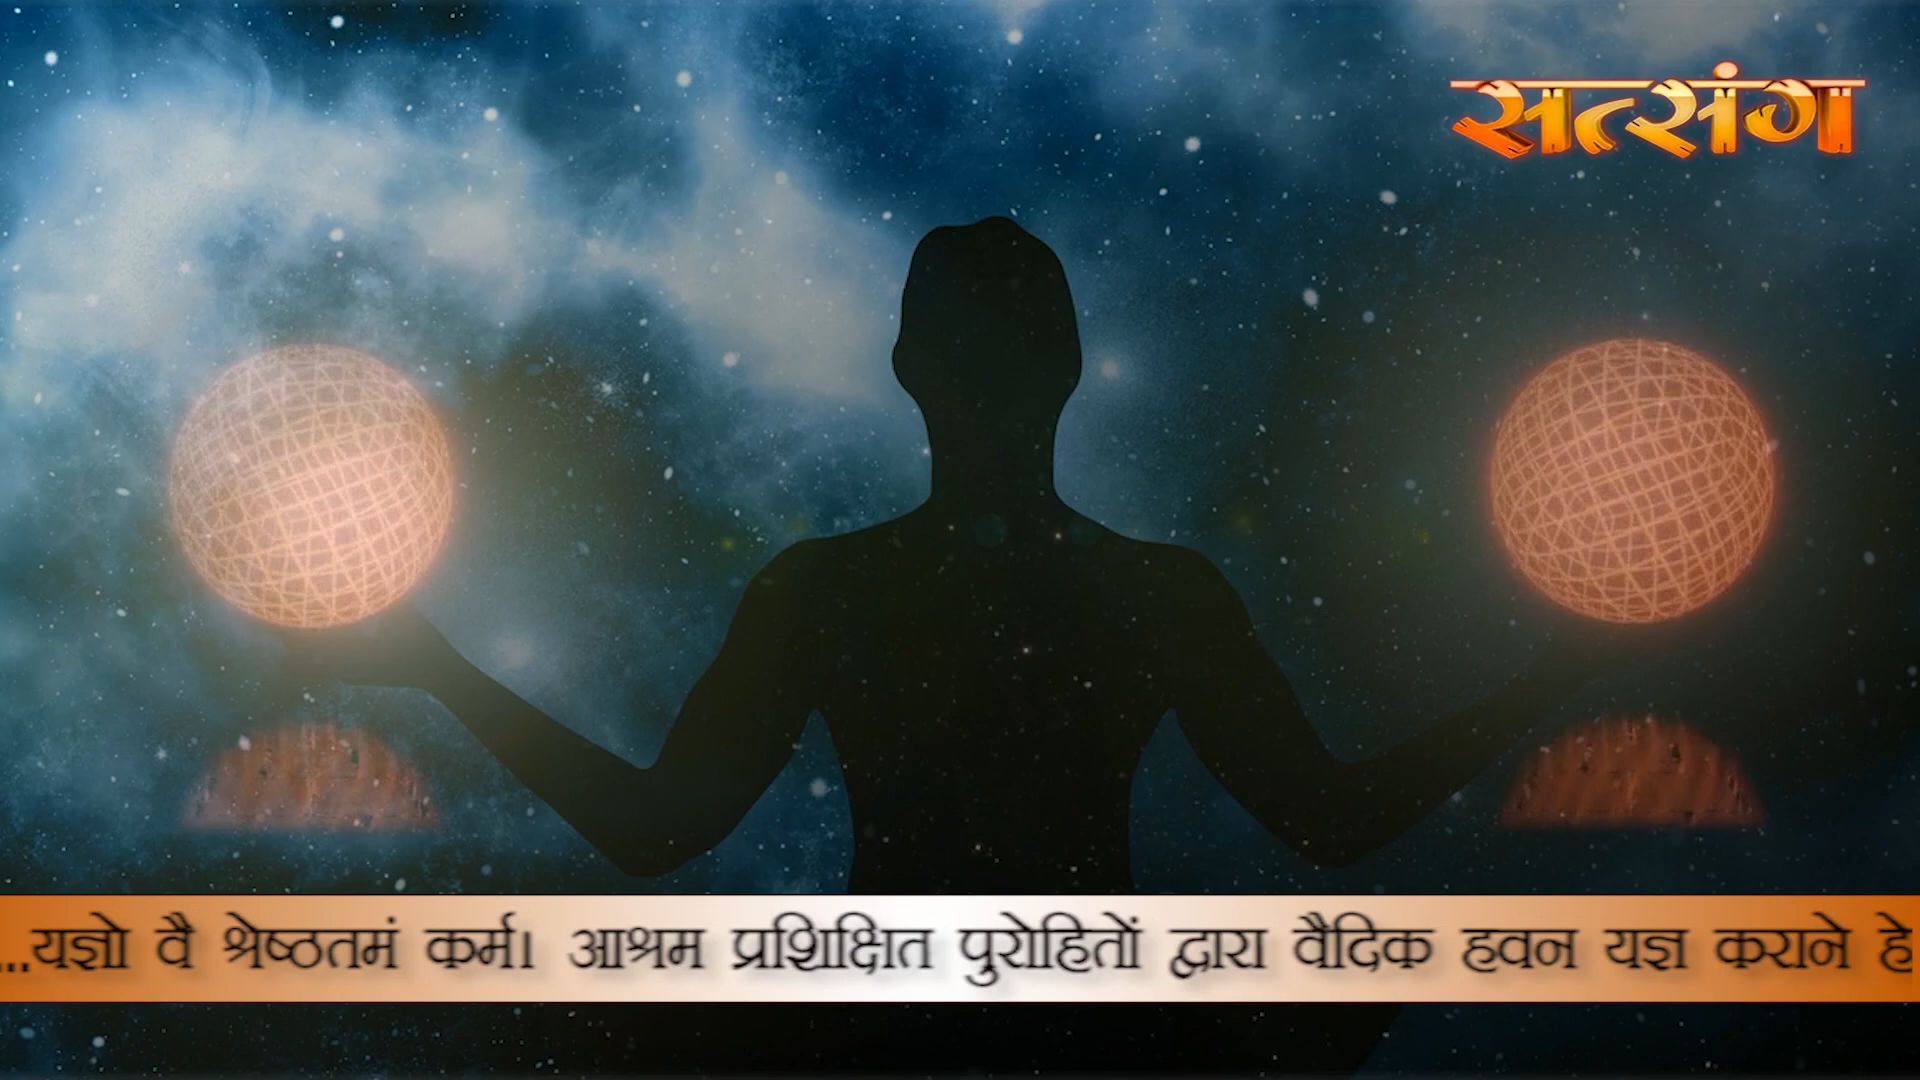 सत्संग
...यज्ञो वै श्रेष्ठतमं कर्म। आश्रम प्रशिक्षित पुरोहितों द्वारा वैदिक हवन यज्ञ कराने हे